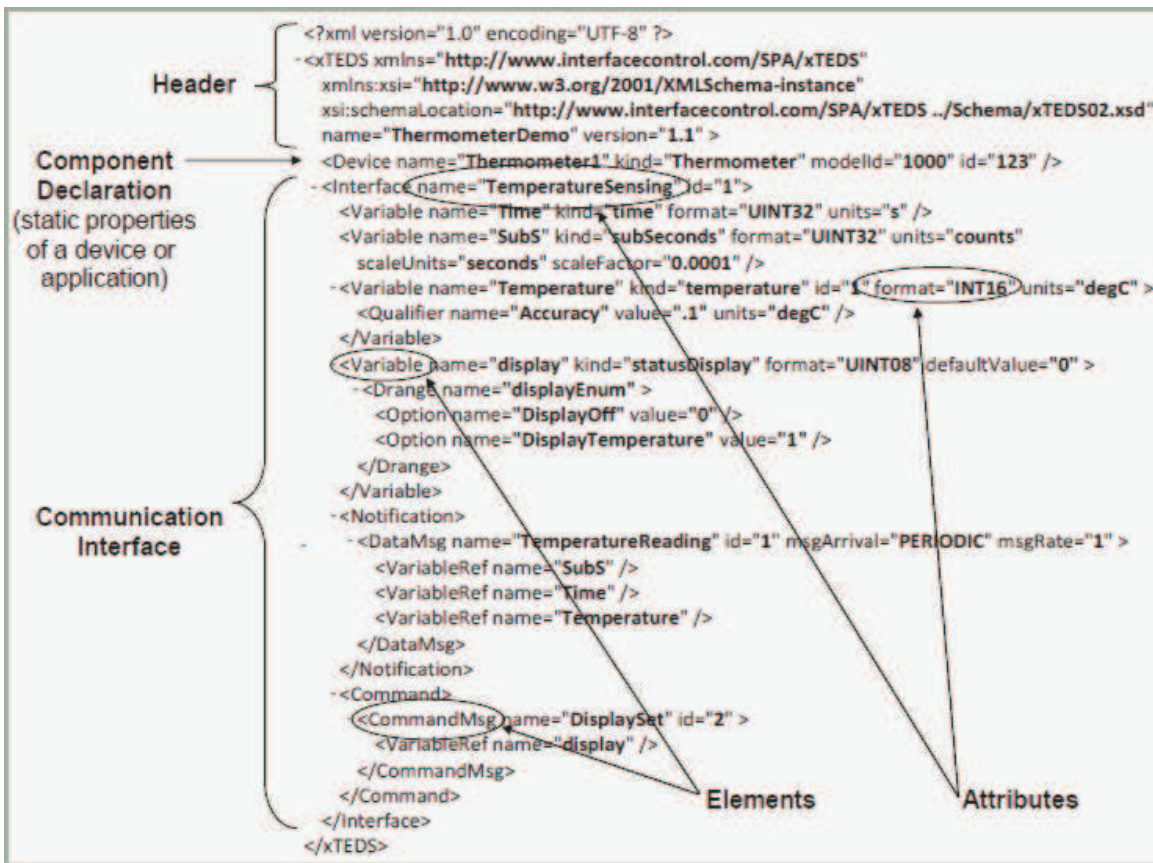 <?xml version="1.0" encoding="UTF-8" ?>
-<xTEDS xmlns="http://www.interfacecontrol.com/SPA/xTEDS"
xmlns:xsi="http://www.w3.org/2001/XMLSchema-instance"
xsi:schemaLocation="http://www.interfacecontrol.com/SPA/xTEDS ../Schema/xTEDS02.xsd"
name="ThermometerDemo" version="1.1" >
Header
<Device name="Thermometer1" kind="Thermometer" modelId="1000" id="123" />
Component
Declaration
(static properties
of a device or
application)
-<Interface name="TemperatureSensing" id="1">
<Variable name="Time" kind="time" format="UINT32" units="s" />
<Variable name="SubS" kind="subSeconds" format="UINT32" units="counts"
scaleUnits="seconds" scaleFactor="0.0001" />
-<Variable name="Temperature" kind="temperature" id="1" format="INT16" units="degC" >
<Qualifier name="Accuracy" value=".1" units="degC" />
</Variable>
<Variable name="display" kind="statusDisplay" format="UINT08" defaultValue="0" >
-<Drange name="displayEnum" >
<Option name="DisplayOff" value="0" />
<Option name="DisplayTemperature" value="1" />
</Drange>
</Variable>
-<Notification>
- -<DataMsg name="TemperatureReading" id="1" msgArrival="PERIODIC" msgRate="1" >
<VariableRef name="SubS" />
<VariableRef name="Time" />
<VariableRef name="Temperature" />
</DataMsg>
</Notification>
-<Command>
-<CommandMsg name="DisplaySet" id="2" >
<VariableRef name="display" />
</CommandMsg>
</Command>
</Interface>
</xTEDS>
Communication
Interface
Elements
Attributes